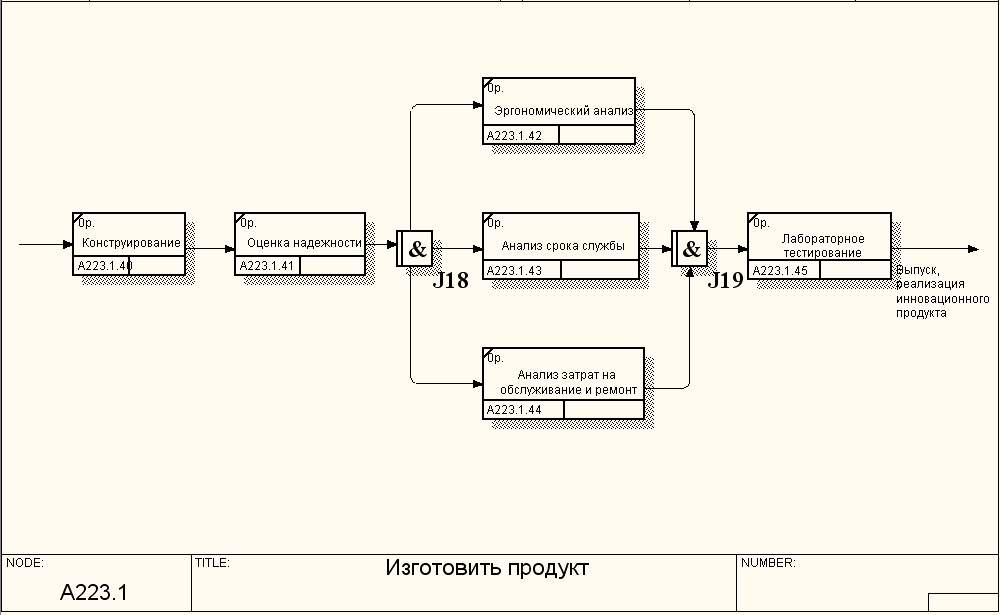 0р.
Эргономический анализ
A223.1.42
0р.
Конструирование
A223.1.40
0р.
Оценка надежности
A223.1.41
&
J18
0р.
Анализ срока службы
A223.1.43
&
J19
0р.
Лабораторное
тестирование
A223.1.45
Выпуск,
реализация
инновационного
продукта
0р.
Анализ затрат на
обслуживание и ремонт
A223.1.44
NODE:
A223.1
TITLE:
Изготовить продукт
NUMBER: